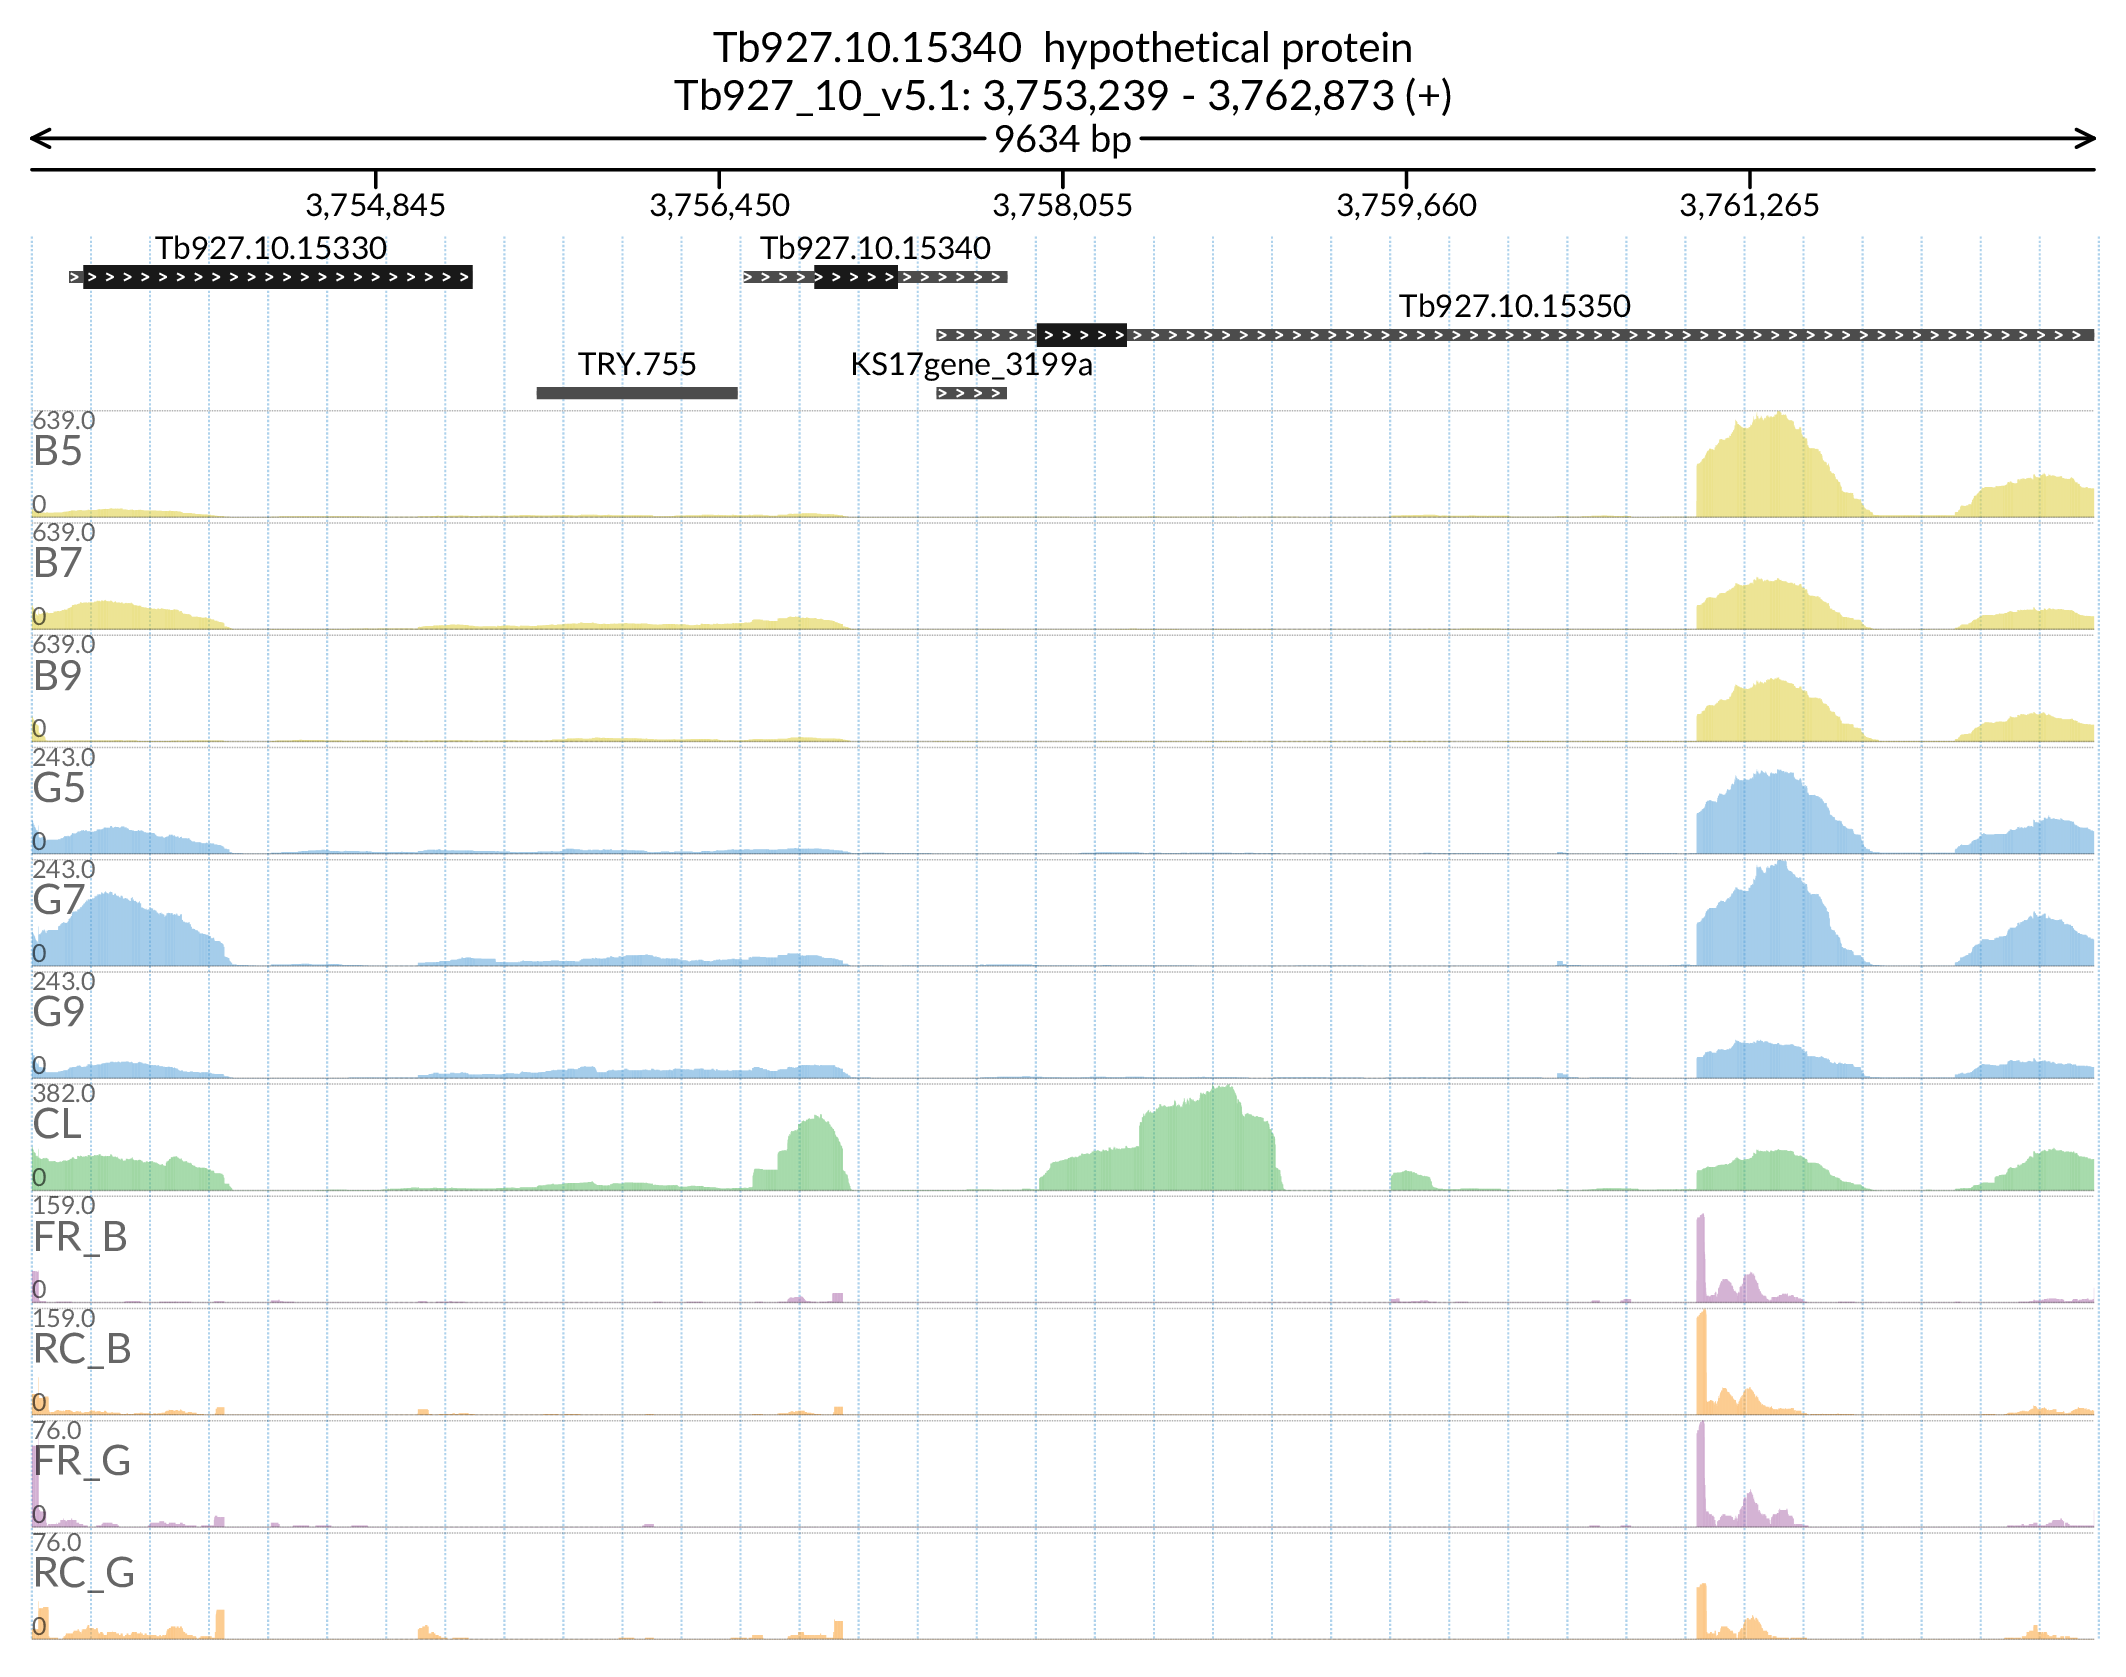 Tb927.10.15340  hypothetical protein
Tb927_10_v5.1: 3,753,239 - 3,762,873 (+)
9634 bp
3,754,845 3,756,450 3,758,055 3,759,660 3,761,265
Tb927.10.15330 Tb927.10.15340
Tb927.10.15350
TRY.755 KS17gene_3199a
639.0
B5
0
639.0
B7
0
639.0
B9
0
243.0
G5
0
243.0
G7
0
243.0
G9
0
382.0
CL
0
159.0
FR_B
0
159.0
RC_B
0
76.0
FR_G
0
76.0
RC_G
0